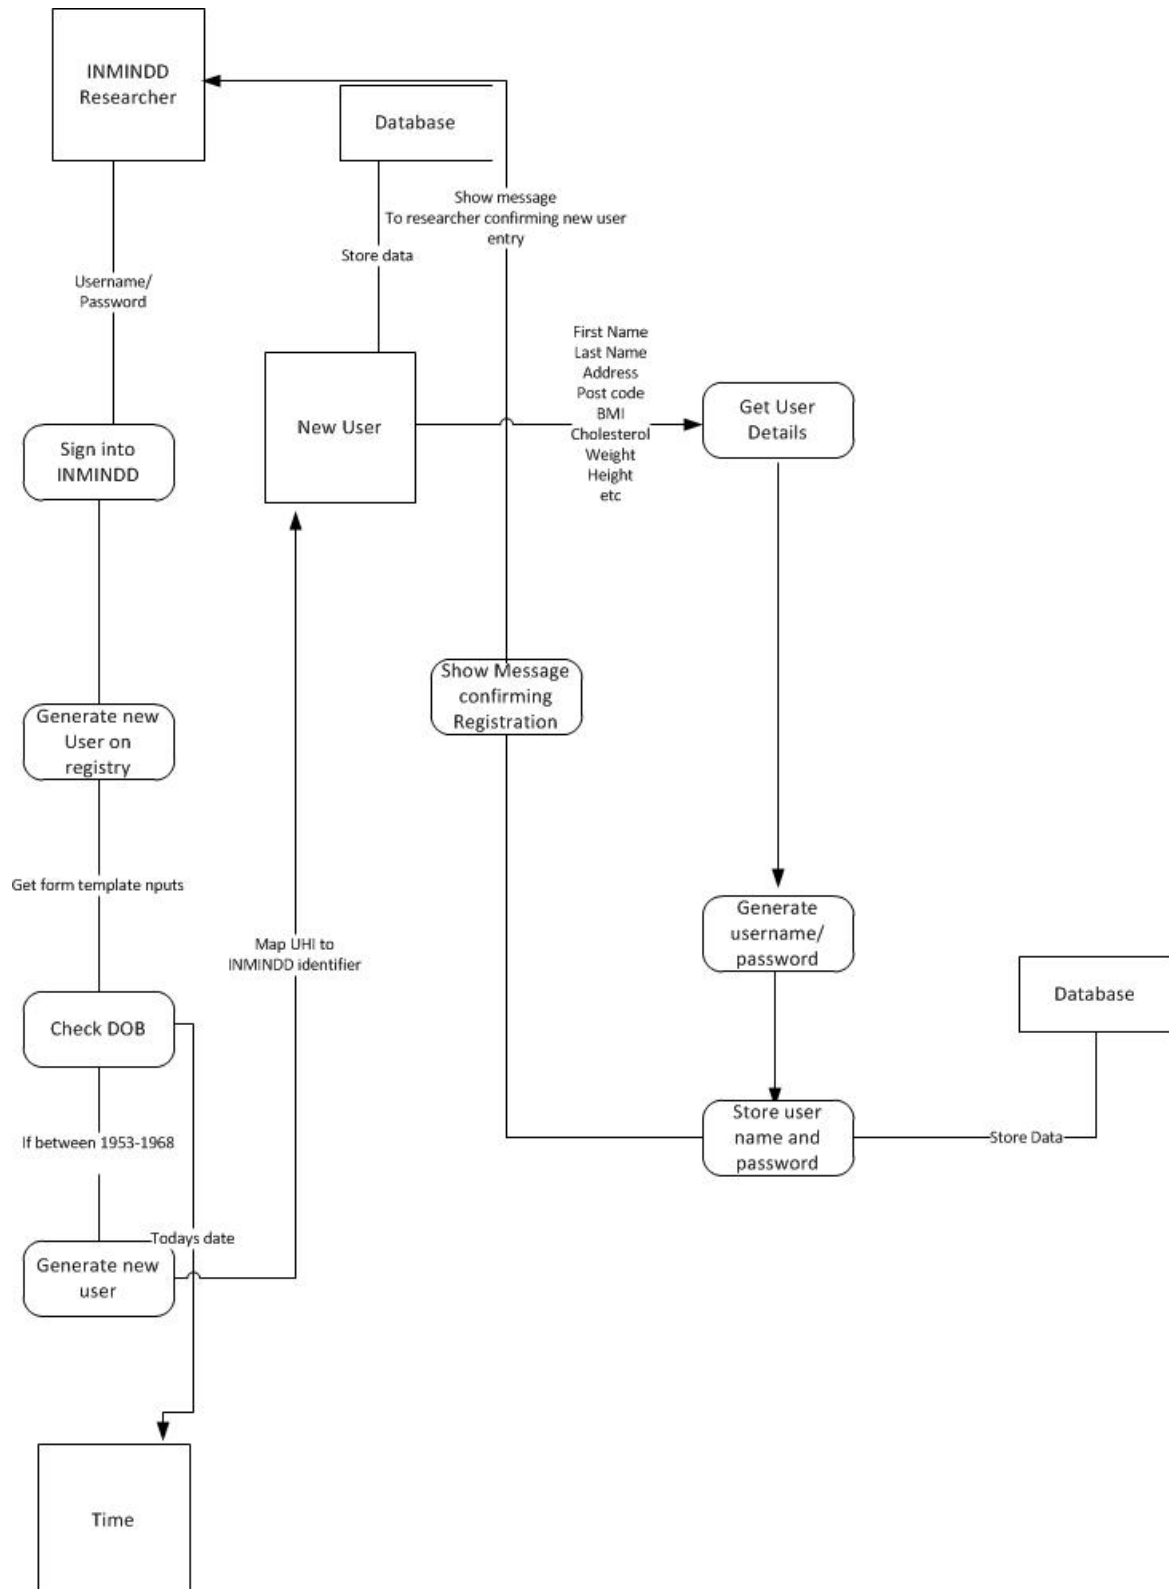 INMINDD
Researcher
Database
Show message
To researcher confirming new user
entry
Store data
Username/
Password
First Name
Last Name
Address
Post code
BMI
Cholesterol
Weight
Height
etc
New User
Get User
Details
Sign into
INMINDD
Show Message
confirming
Registration
Generate new
User on
registry
Get form template nputs
Map UHI to
INMINDD identifier
Generate
username/
password
Database
Check DOB
Store user
name and
password
Store Data
If between 1953-1968
Todays date
Generate new
user
Time